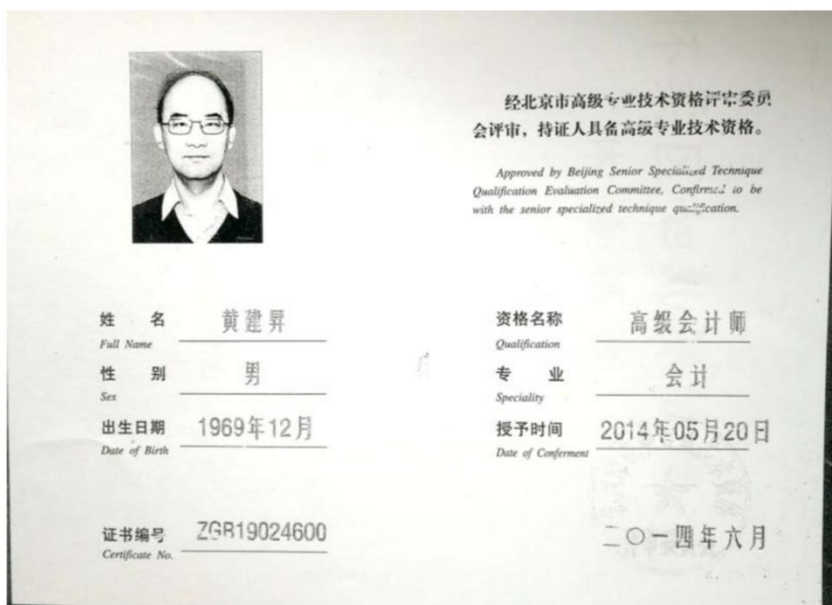 经北京市高级专业技术资格评审委员
会评审，持证人具备高级专业技术资格。
Approved by Beijing Senior Specialized Technique
Qualification Evaluation Committee, Confirmed to be
with the senior specialized technique qualification.
姓 名 黄建昇
Full Name
性 别 男
Sex
出生日期 1969年12月
Date of Birth
证书编号 ZGB19024600
Certificate No.
资格名称 高级会计师
Qualification
专 业 会计
Speciality
授予时间 2014年05月20日
Date of Conferment
二〇一四年六月